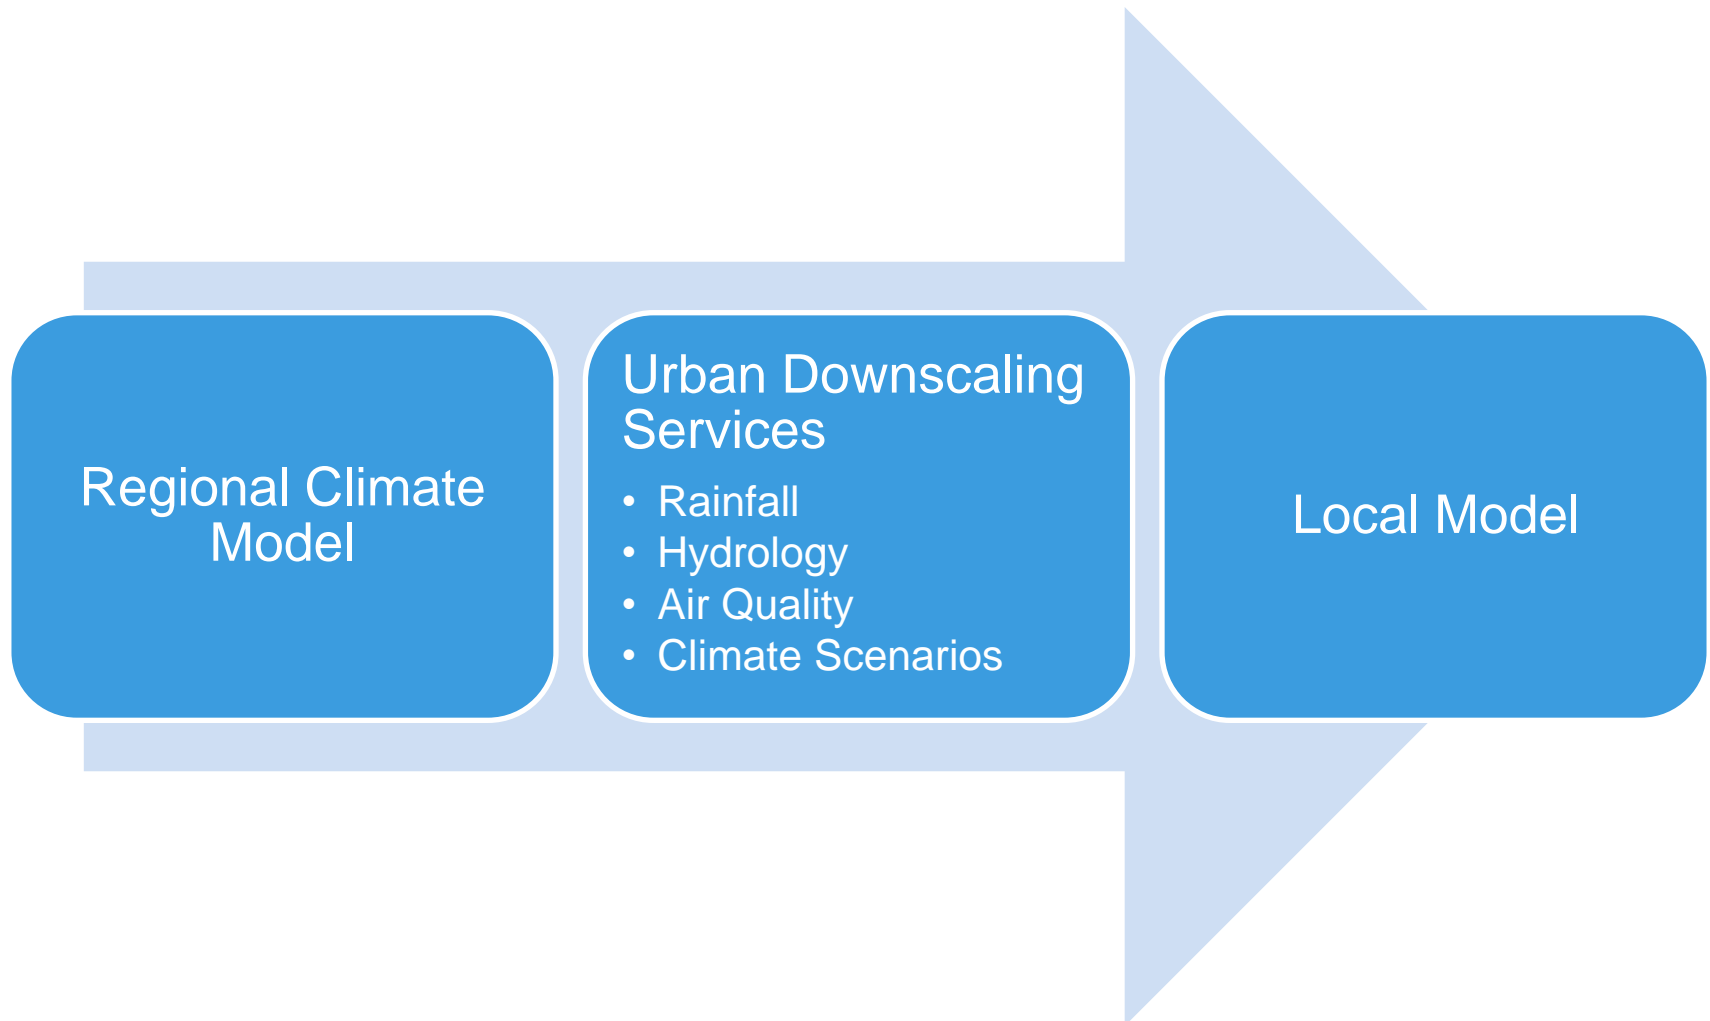 Regional Climate
Model
Urban Downscaling
Services
• Rainfall
• Hydrology
• Air Quality
• Climate Scenarios
Local Model